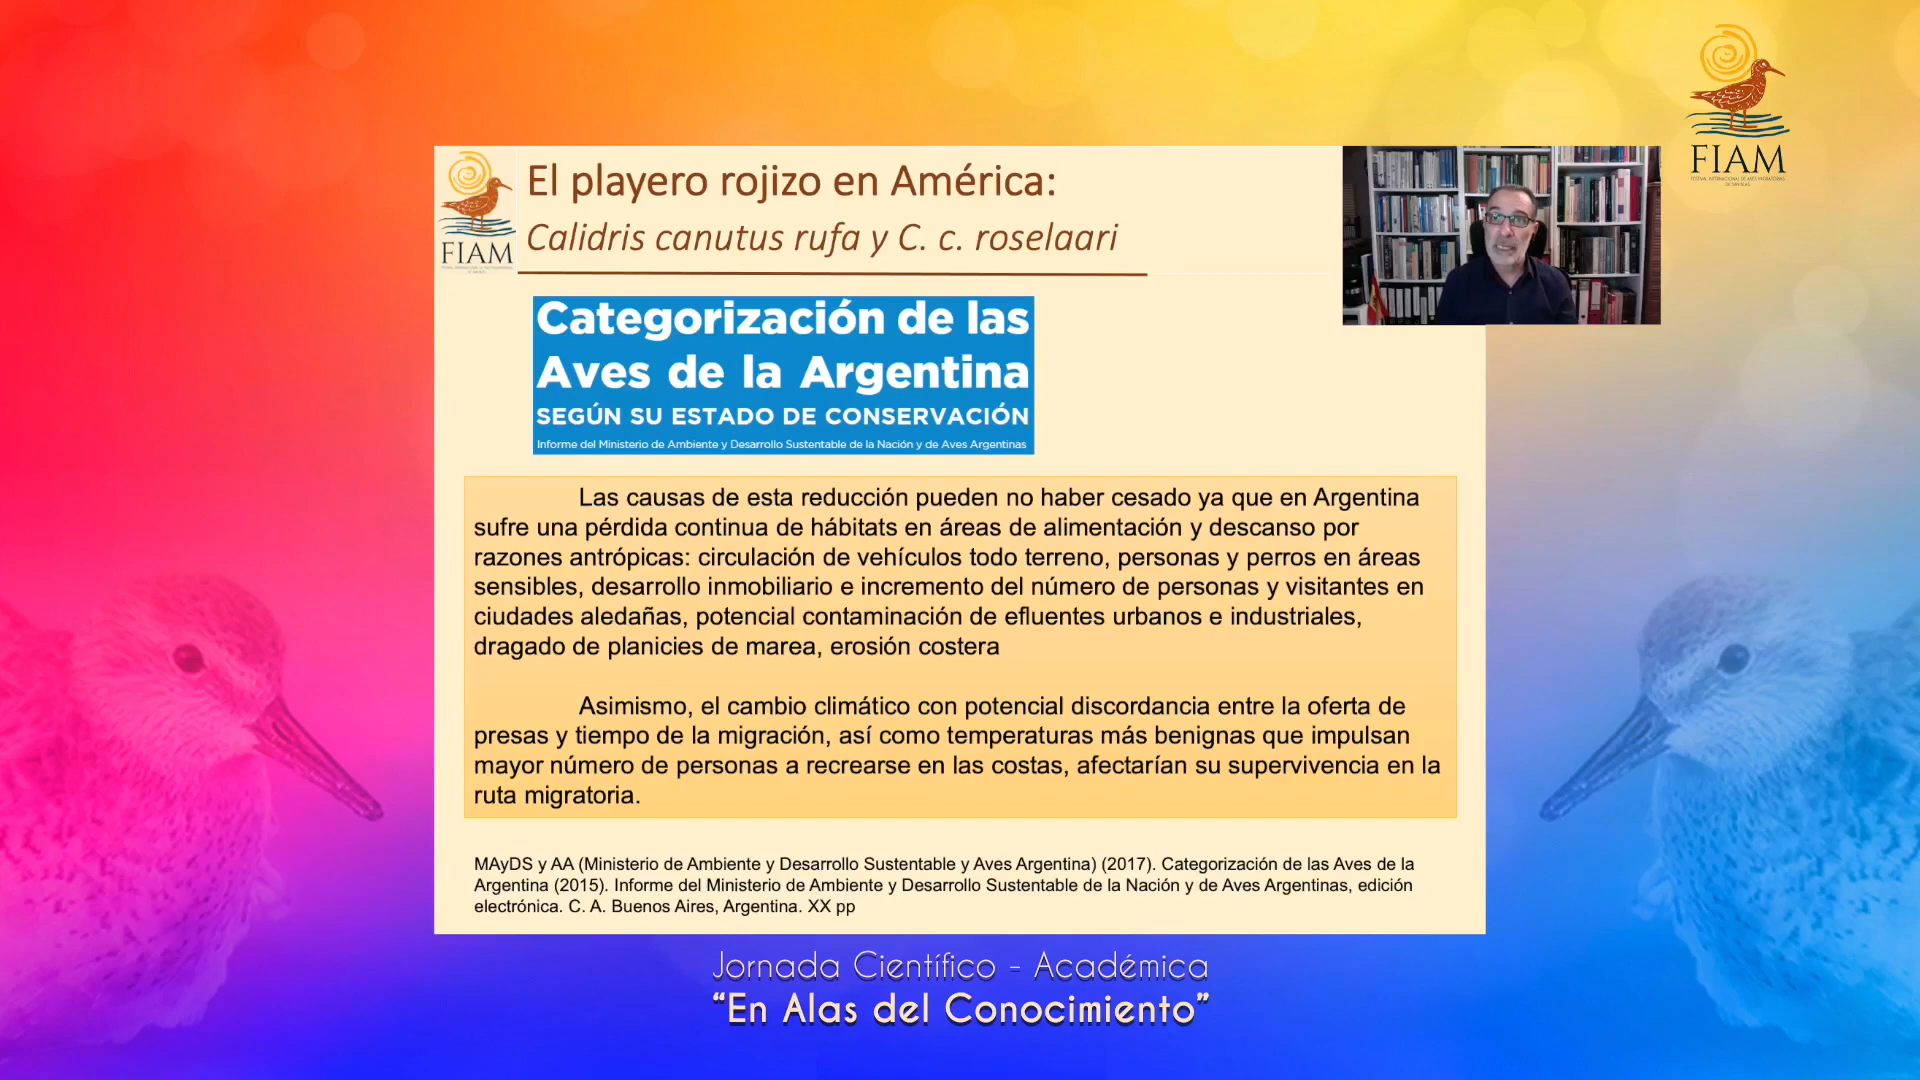 FIAM
FESTIVAL INTERNACIONAL DE AVES MIGRATORIAS
DE SAN BLAS
FIAM
El playero rojizo en América:
Calidris canutus rufa y C. c. roselaari
Categorización de las
Aves de la Argentina
SEGÚN SU ESTADO DE CONSERVACIÓN
Informe del Ministerio de Ambiente y Desarrollo Sustentable de la Nación y de Aves Argentinas
Las causas de esta reducción pueden no haber cesado ya que en Argentina
sufre una pérdida continua de hábitats en áreas de alimentación y descanso por
razones antrópicas: circulación de vehículos todo terreno, personas y perros en áreas
sensibles, desarrollo inmobiliario e incremento del número de personas y visitantes en
ciudades aledañas, potencial contaminación de efluentes urbanos e industriales,
dragado de planicies de marea, erosión costera
Asimismo, el cambio climático con potencial discordancia entre la oferta de
presas y tiempo de la migración, así como temperaturas más benignas que impulsan
mayor número de personas a recrearse en las costas, afectarían su supervivencia en la
ruta migratoria.
MAyDS y AA (Ministerio de Ambiente y Desarrollo Sustentable y Aves Argentina) (2017). Categorización de las Aves de la
Argentina (2015). Informe del Ministerio de Ambiente y Desarrollo Sustentable de la Nación y de Aves Argentinas, edición
electrónica. C. A. Buenos Aires, Argentina. XX pp
Jornada Científico - Académica
“En Alas del Conocimiento”